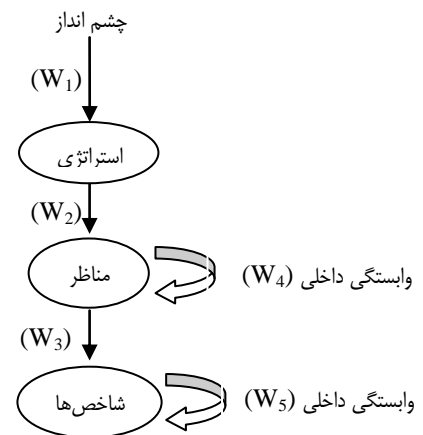 چشم انداز
(W₁)
استراتژی
(W₂)
مناظر
وابستگی داخلی (W₄)
(W₃)
شاخص‌ها
وابستگی داخلی (W₅)